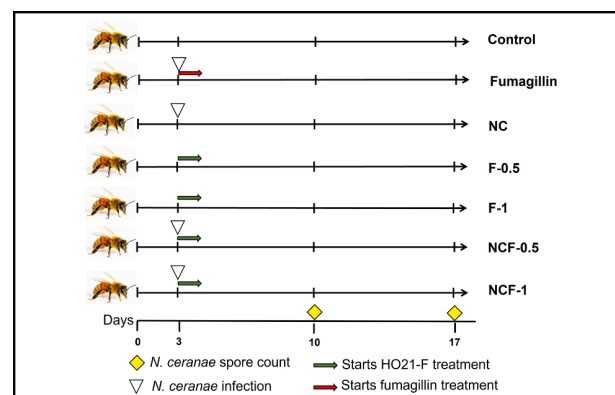 Control
Fumagillin
NC
F-0.5
F-1
NCF-0.5
NCF-1
Days
0 3 10 17
N. ceranae spore count
Starts HO21-F treatment
N. ceranae infection
Starts fumagillin treatment